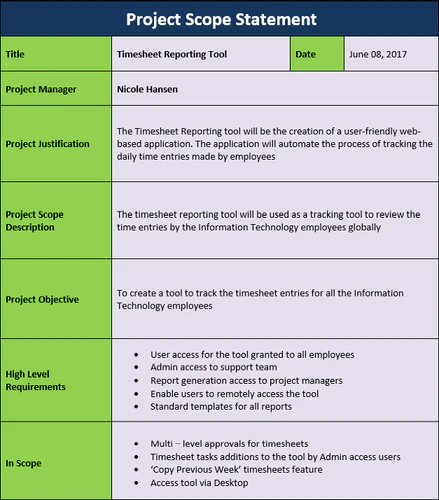 Project Scope Statement
Title
Timesheet Reporting Tool
Date
June 08, 2017
Project Manager
Nicole Hansen
Project Justification
The Timesheet Reporting tool will be the creation of a user-friendly web-
based application. The application will automate the process of tracking the
daily time entries made by employees
Project Scope
Description
The timesheet reporting tool will be used as a tracking tool to review the
time entries by the Information Technology employees globally
Project Objective
To create a tool to track the timesheet entries for all the Information
Technology employees
High Level
Requirements
• User access for the tool granted to all employees
• Admin access to support team
• Report generation access to project managers
• Enable users to remotely access the tool
• Standard templates for all reports
In Scope
• Multi – level approvals for timesheets
• Timesheet tasks additions to the tool by Admin access users
• ‘Copy Previous Week’ timesheets feature
• Access tool via Desktop